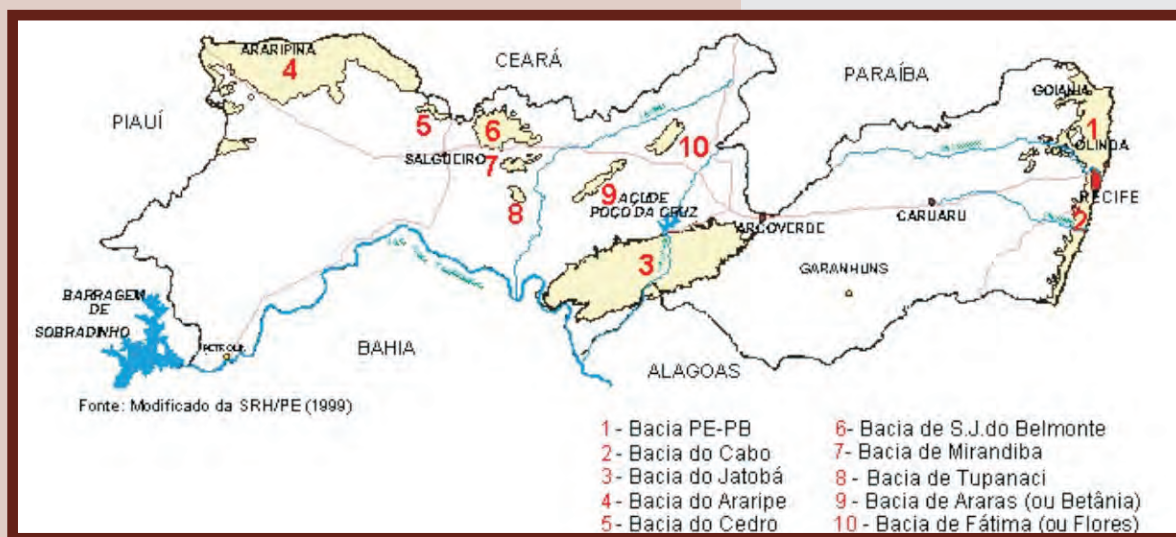 ARARIPINA
4
CEARÁ
PARAÍBA
GOIANIA
PIAUÍ
5
6
10
1
OLINDA
SALGUEIRO
7
RECIFE
8
9
AÇUDE
POÇO DA CRUZ
CARUARU
2
ARCOVERDE
3
GARANHUNS
BARRAGEM
DE
SOBRADINHO
BAHIA
ALAGOAS
Fonte: Modificado da SRH/PE (1999)
1 - Bacia PE-PB
2 - Bacia do Cabo
3 - Bacia do Jatobá
4 - Bacia do Araripe
5 - Bacia do Cedro
6- Bacia de S.J.do Belmonte
7- Bacia de Mirandiba
8 - Bacia de Tupanaci
9 - Bacia de Araras (ou Betânia)
10 - Bacia de Fátima (ou Flores)